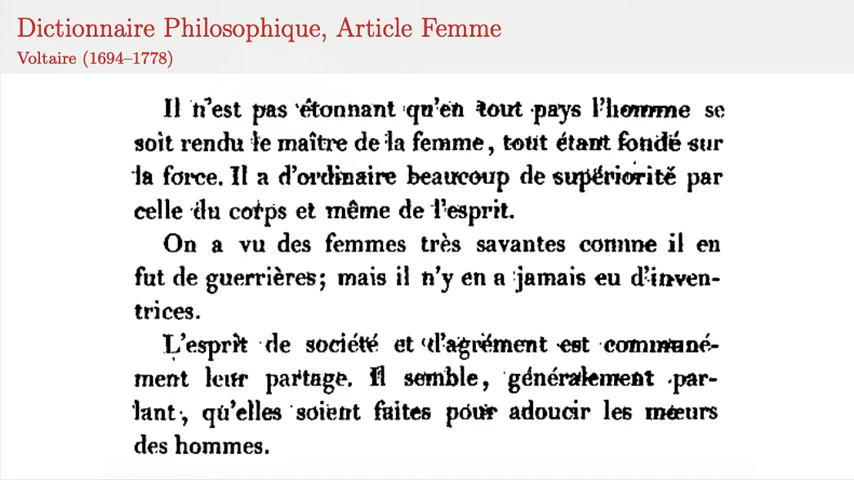 Dictionnaire Philosophique, Article Femme
Voltaire (1694–1778)
Il n'est pas étonnant qu'en tout pays l'homme se
soit rendu le maître de la femme, tout étant fondé sur
la force. Il a d'ordinaire beaucoup de supériorité par
celle du corps et même de l'esprit.
On a vu des femmes très savantes comme il en
fut de guerrières; mais il n'y en a jamais eu d'inven-
trices.
L'esprit de société et d'agrément est communé-
ment leur partage. Il semble, généralement par-
lant, qu'elles soient faites pour adoucir les mœurs
des hommes.